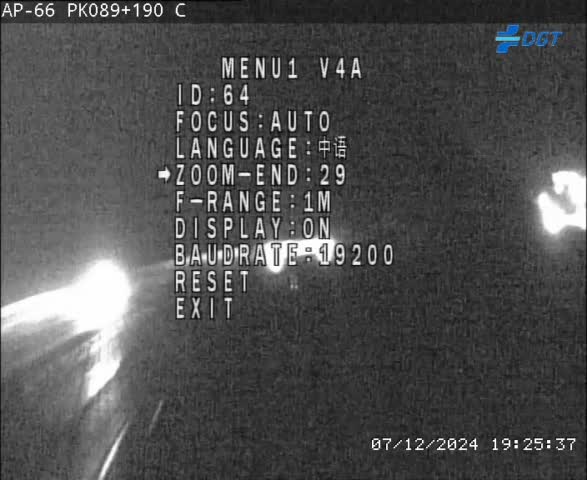 AP-66 PK089+190 C
DGT
MENU1 V4A
ID:64
FOCUS:AUTO
LANGUAGE:中语
ZOOM-END:29
F-RANGE:1M
DISPLAY:ON
BAUDRATE:19200
RESET
EXIT
07/12/2024 19:25:37